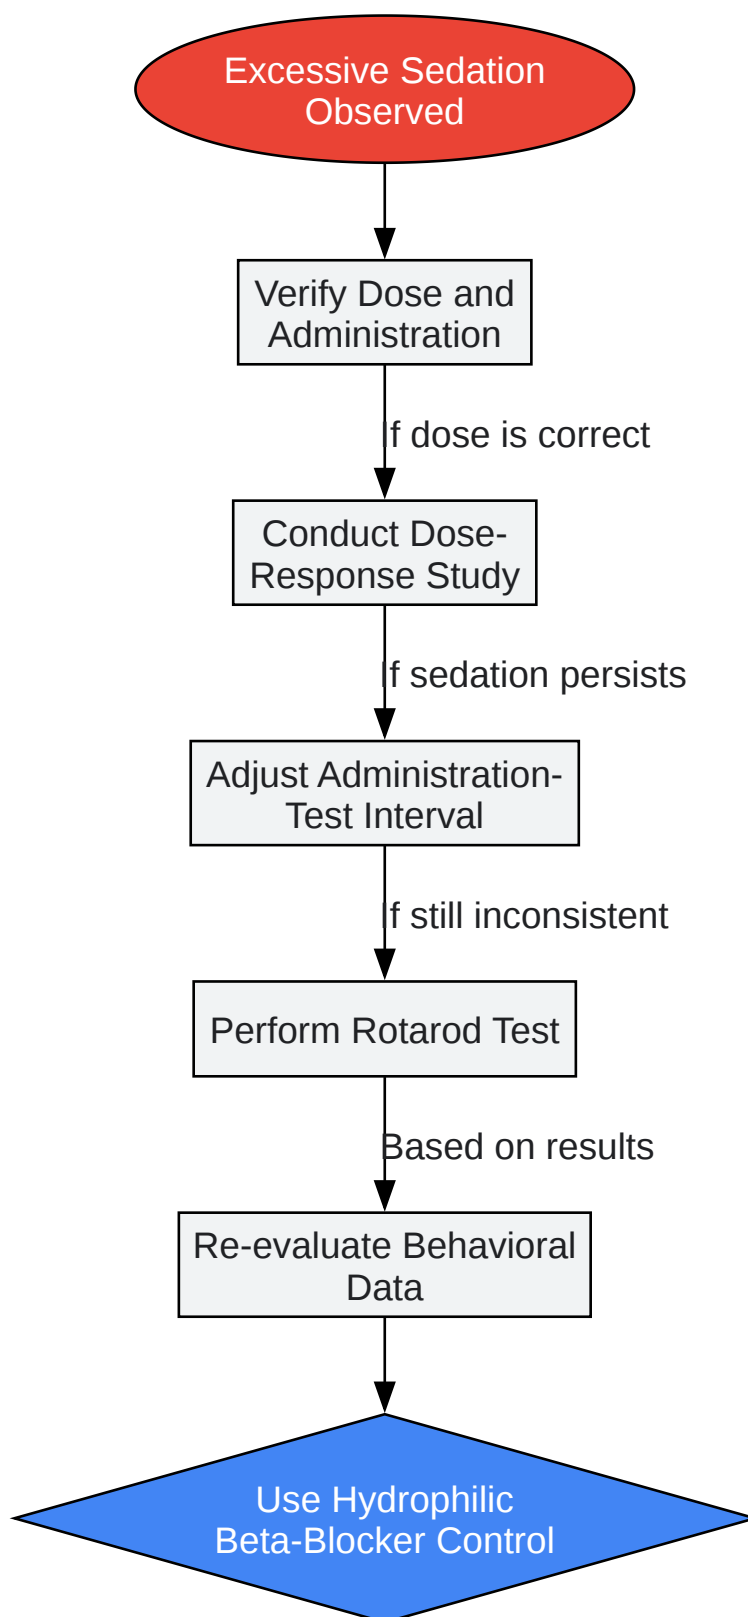 Excessive Sedation
Observed
Verify Dose and
Administration
If dose is correct
Conduct Dose-
Response Study
If sedation persists
Adjust Administration-
Test Interval
If still inconsistent
Perform Rotarod Test
Based on results
Re-evaluate Behavioral
Data
Use Hydrophilic
Beta-Blocker Control